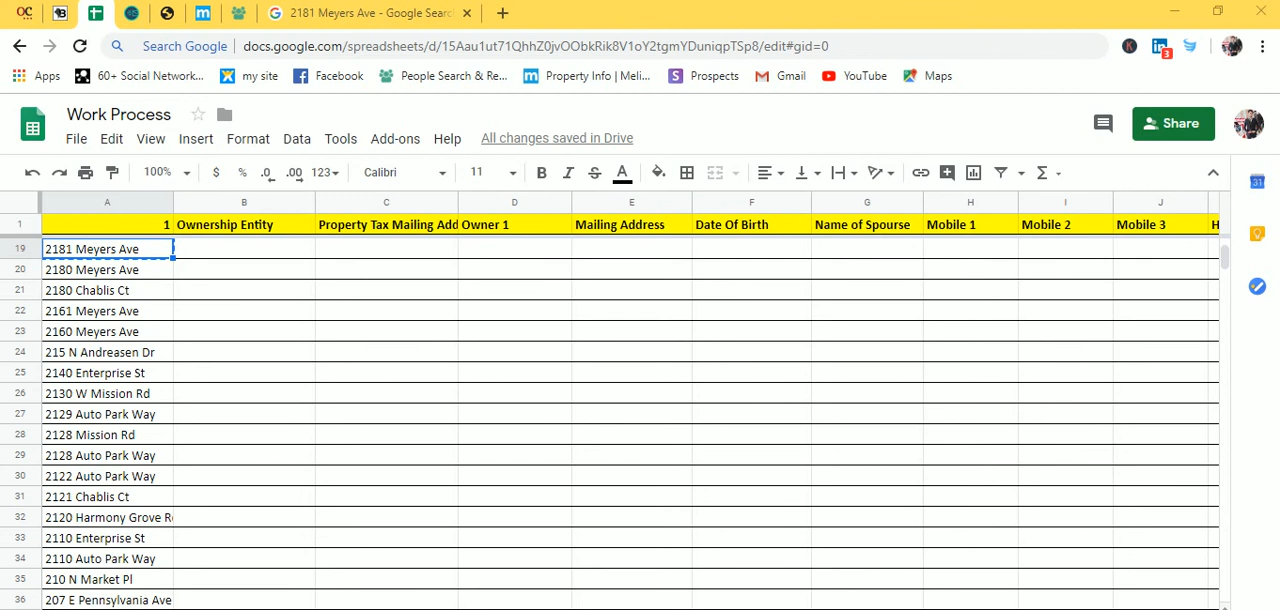 2181 Meyers Ave - Google Searc
Search Google docs.google.com/spreadsheets/d/15Aau1ut71QhhZ0jvOObkRik8V1oY2tgmYDuniqpTSp8/edit#gid=0
Apps 60+ Social Network... my site Facebook People Search & Re... Property Info | Meli... Prospects Gmail YouTube Maps
Work Process
File Edit View Insert Format Data Tools Add-ons Help All changes saved in Drive Share
100% $ % .0 .00 123 Calibri 11 B I S A
A B C D E F G H I J
1 1 Ownership Entity Property Tax Mailing Add Owner 1 Mailing Address Date Of Birth Name of Spourse Mobile 1 Mobile 2 Mobile 3 H
19 2181 Meyers Ave
20 2180 Meyers Ave
21 2180 Chablis Ct
22 2161 Meyers Ave
23 2160 Meyers Ave
24 215 N Andreasen Dr
25 2140 Enterprise St
26 2130 W Mission Rd
27 2129 Auto Park Way
28 2128 Mission Rd
29 2128 Auto Park Way
30 2122 Auto Park Way
31 2121 Chablis Ct
32 2120 Harmony Grove R
33 2110 Enterprise St
34 2110 Auto Park Way
35 210 N Market Pl
36 207 E Pennsylvania Ave